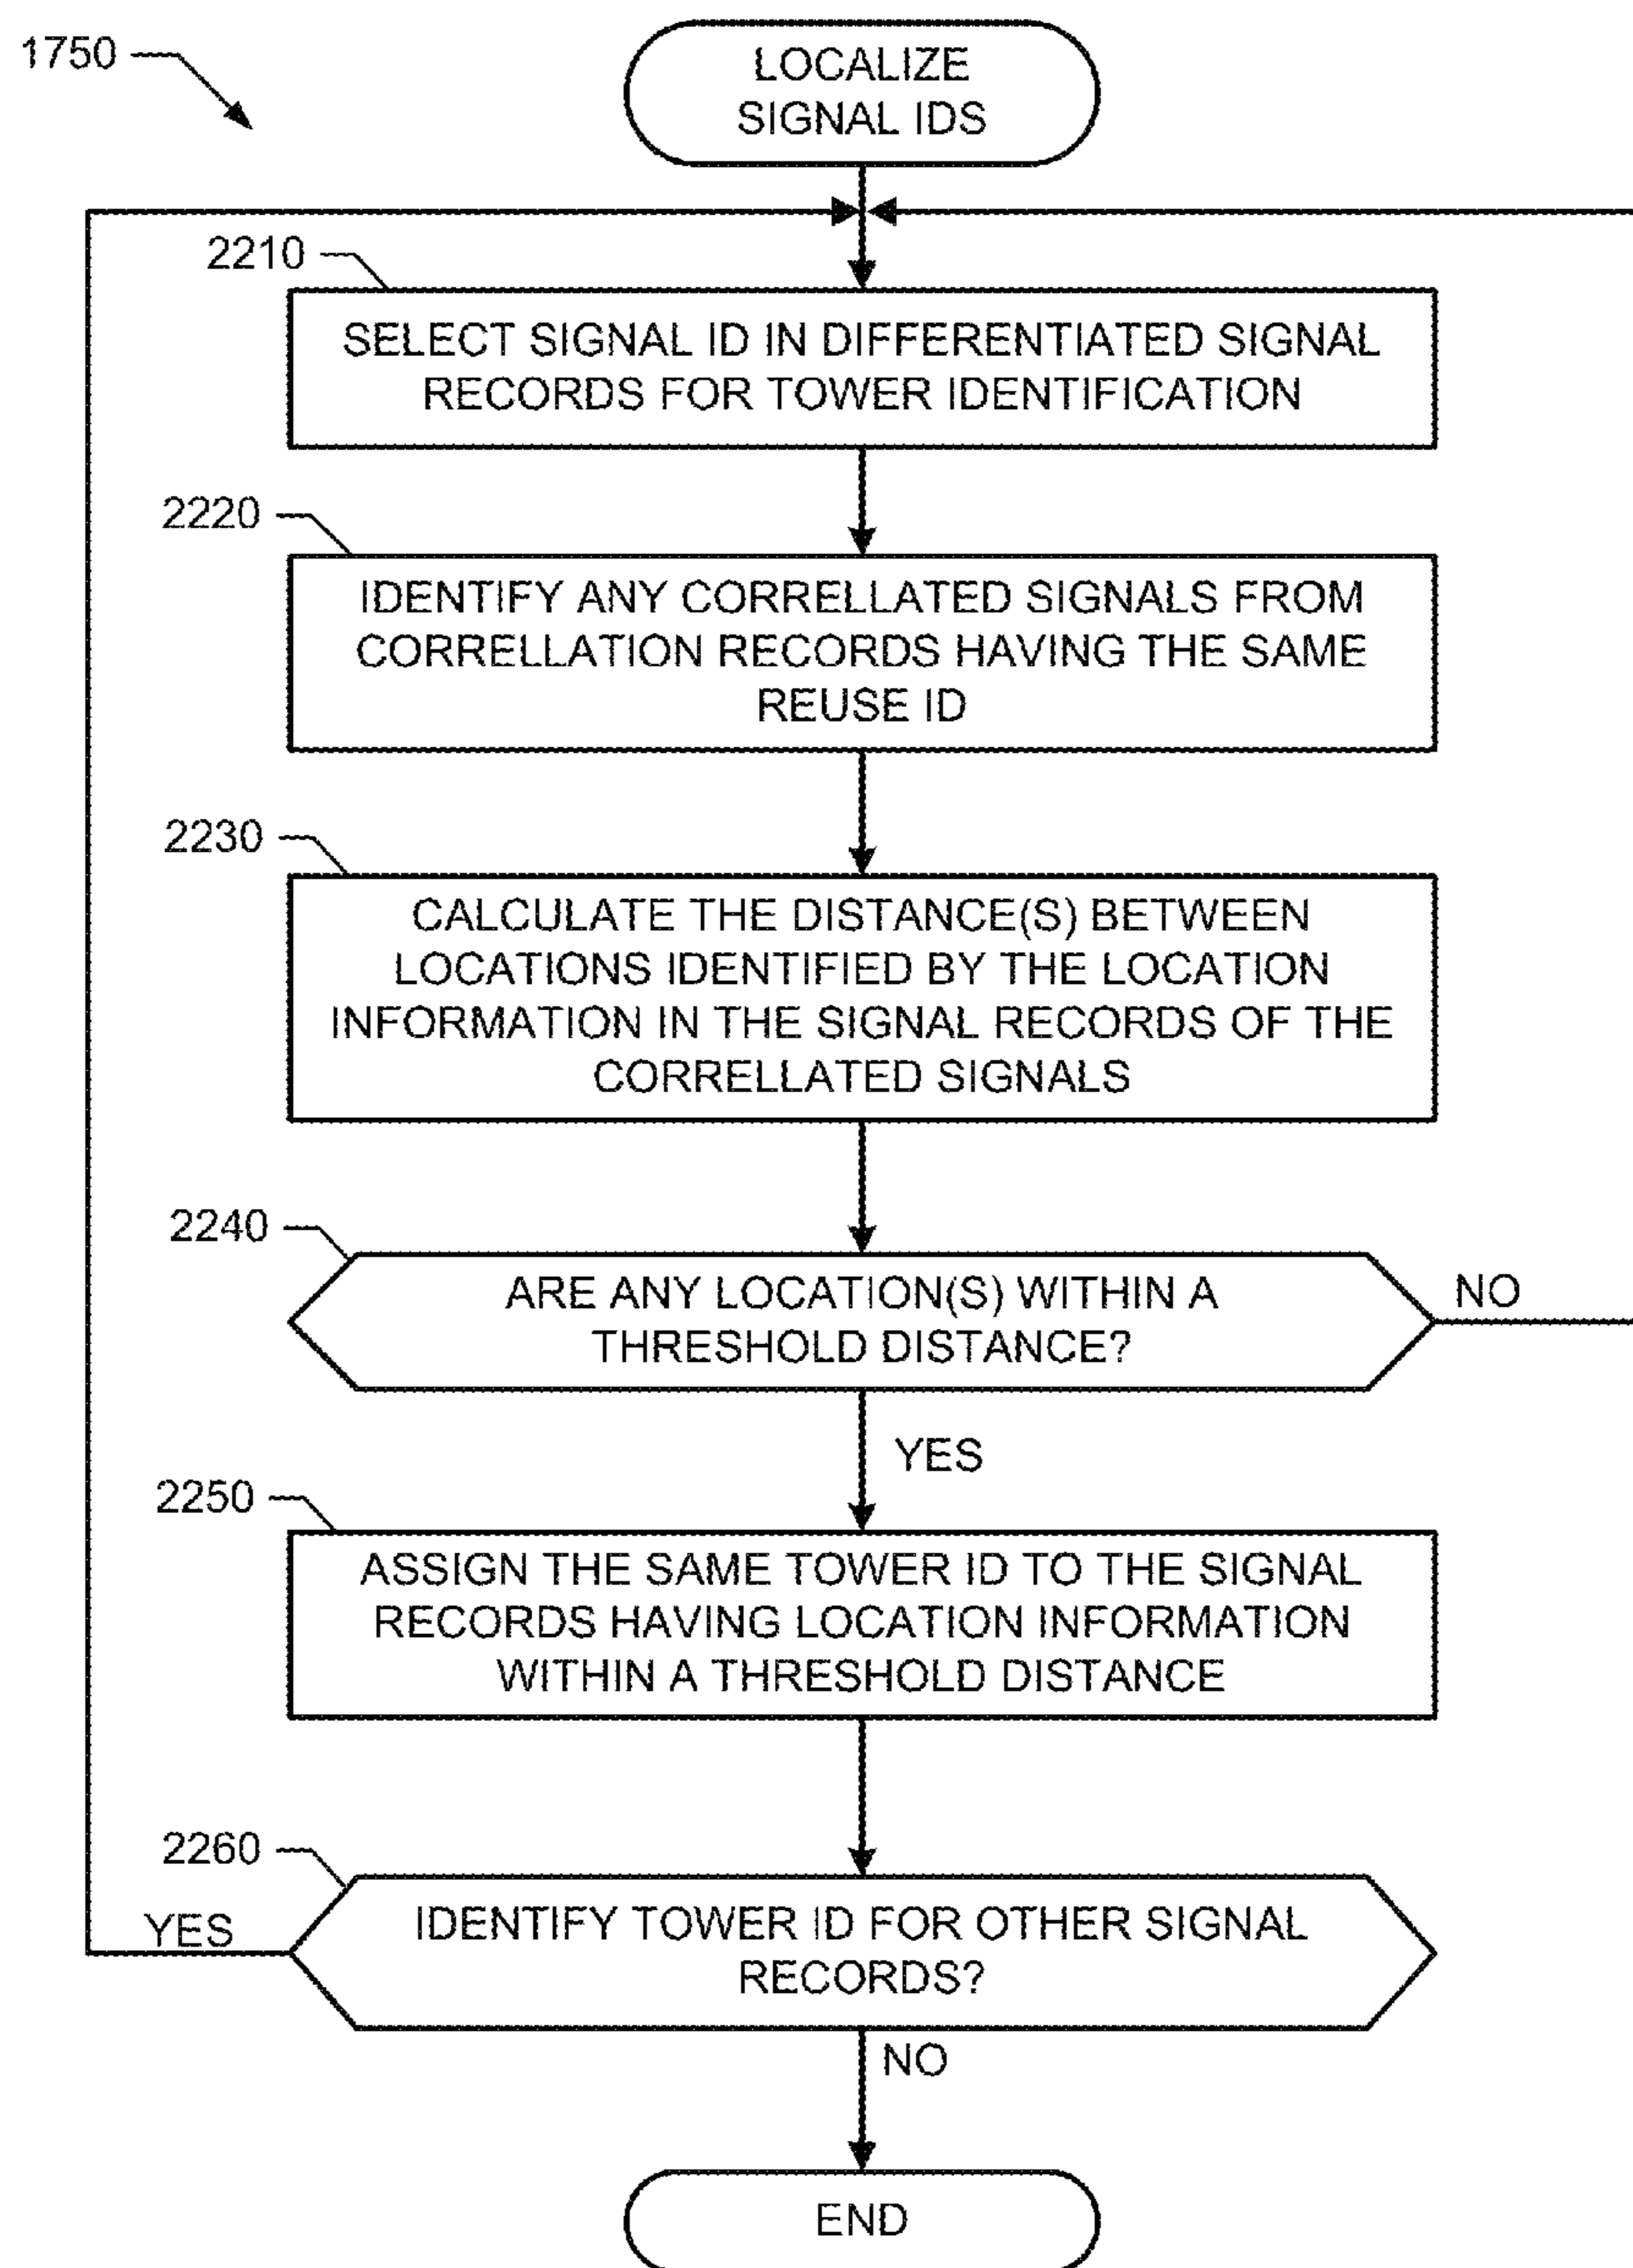 1750
LOCALIZE
SIGNAL IDS
2210
SELECT SIGNAL ID IN DIFFERENTIATED SIGNAL
RECORDS FOR TOWER IDENTIFICATION
2220
IDENTIFY ANY CORRELLATED SIGNALS FROM
CORRELLATION RECORDS HAVING THE SAME
REUSE ID
2230
CALCULATE THE DISTANCE(S) BETWEEN
LOCATIONS IDENTIFIED BY THE LOCATION
INFORMATION IN THE SIGNAL RECORDS OF THE
CORRELLATED SIGNALS
2240
ARE ANY LOCATION(S) WITHIN A
THRESHOLD DISTANCE?
NO
YES
2250
ASSIGN THE SAME TOWER ID TO THE SIGNAL
RECORDS HAVING LOCATION INFORMATION
WITHIN A THRESHOLD DISTANCE
2260
YES
IDENTIFY TOWER ID FOR OTHER SIGNAL
RECORDS?
NO
END